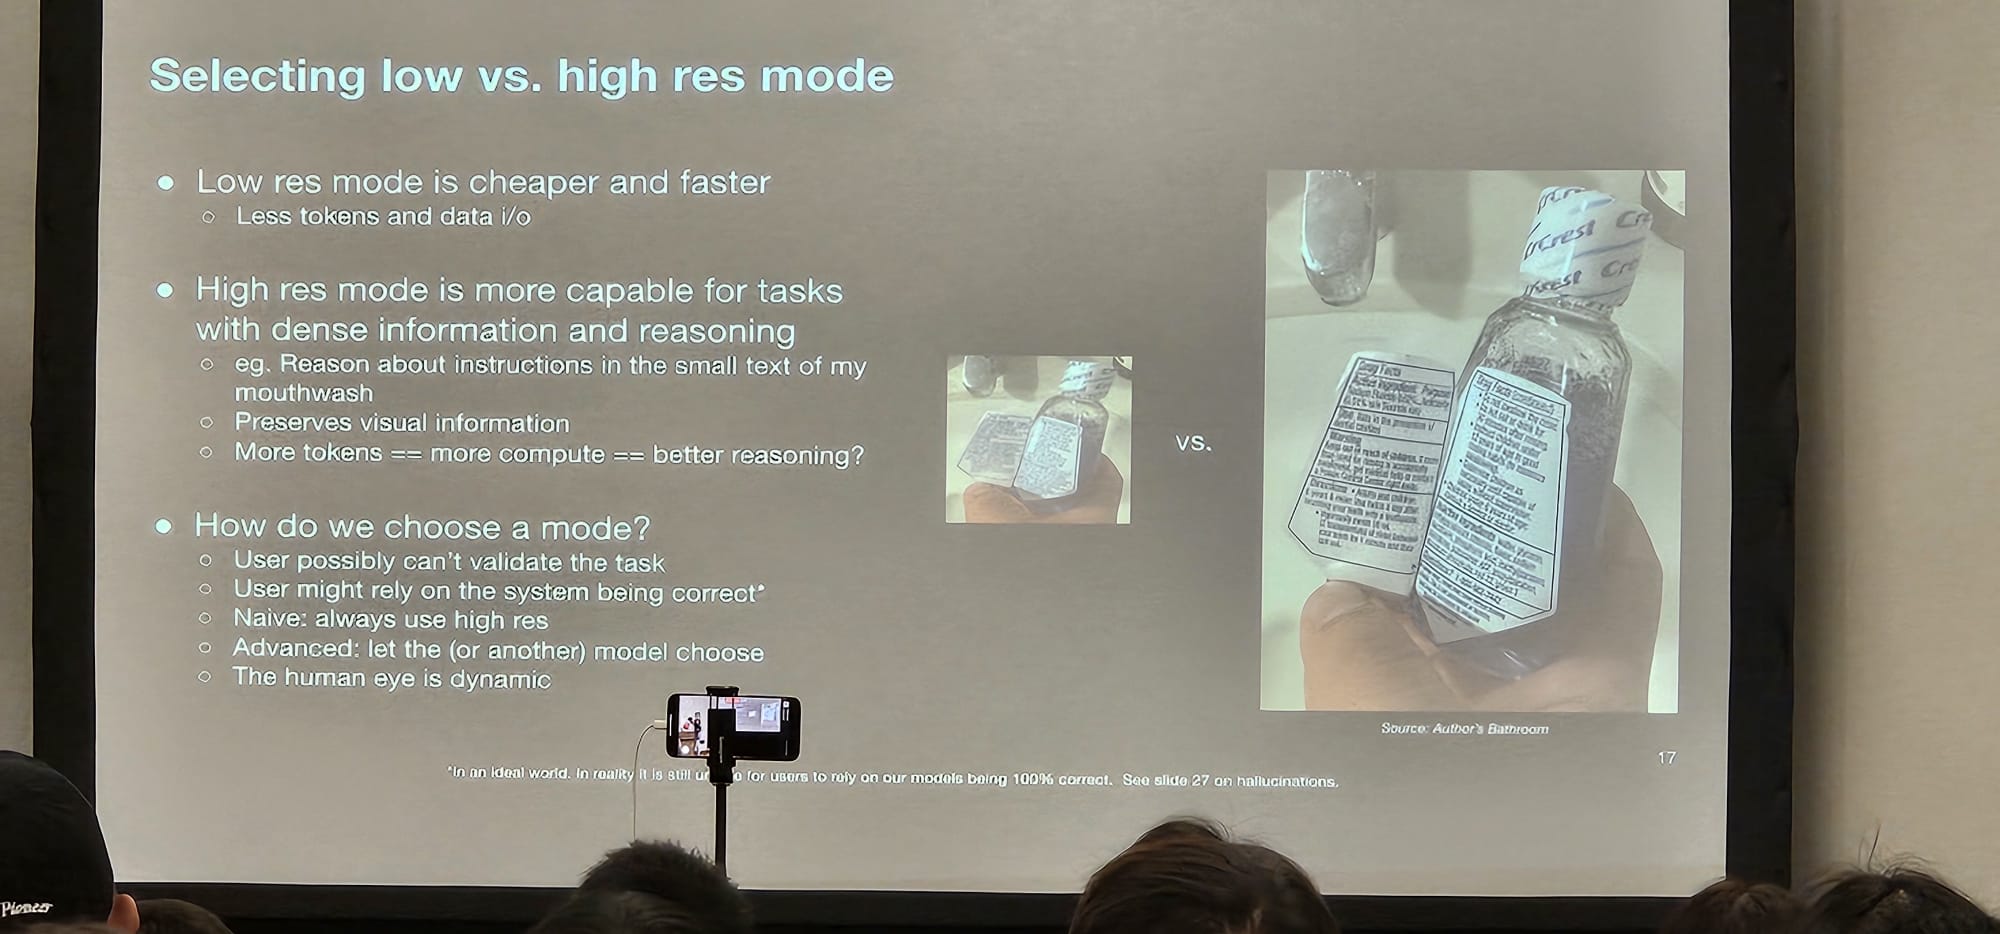 Selecting low vs. high res mode
● Low res mode is cheaper and faster
○ Less tokens and data i/o
● High res mode is more capable for tasks
with dense information and reasoning
○ eg. Reason about instructions in the small text of my
mouthwash
○ Preserves visual information
○ More tokens == more compute == better reasoning?
● How do we choose a mode?
○ User possibly can't validate the task
○ User might rely on the system being correct*
○ Naive: always use high res
○ Advanced: let the (or another) model choose
○ The human eye is dynamic
vs.
Crest
Source: Author's Bathroom
17
*In an ideal world. In reality it is still for users to rely on our models being 100% correct. See slide 27 on hallucinations.
Pioneer